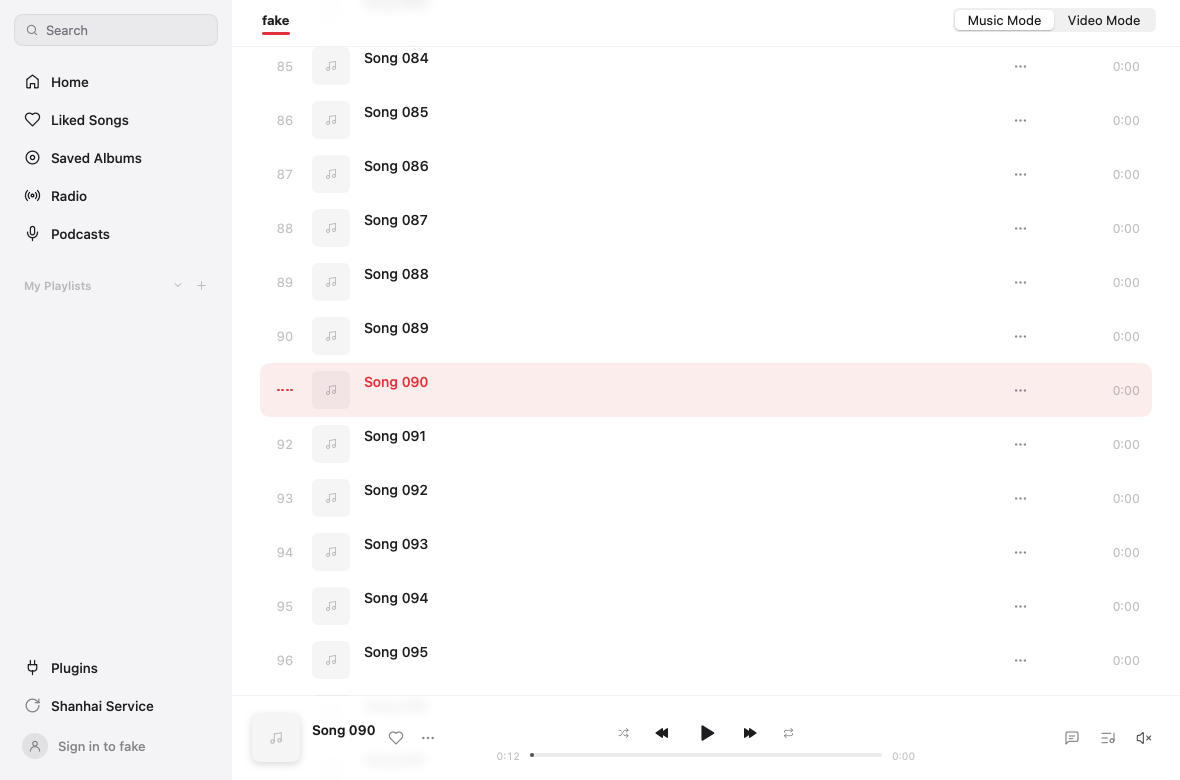 Search
Home
Liked Songs
Saved Albums
Radio
Podcasts
My Playlists
Plugins
Shanhai Service
Sign in to fake
fake
Music Mode
Video Mode
85 Song 084 0:00
86 Song 085 0:00
87 Song 086 0:00
88 Song 087 0:00
89 Song 088 0:00
90 Song 089 0:00
Song 090 0:00
92 Song 091 0:00
93 Song 092 0:00
94 Song 093 0:00
95 Song 094 0:00
96 Song 095 0:00
Song 090
0:12
0:00